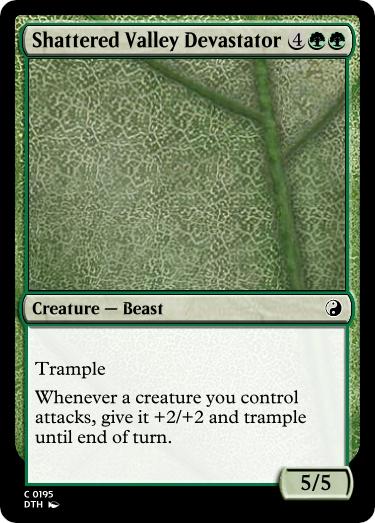 Shattered Valley Devastator 4
Creature — Beast
Trample
Whenever a creature you control
attacks, give it +2/+2 and trample
until end of turn.
5/5
C 0195
DTH